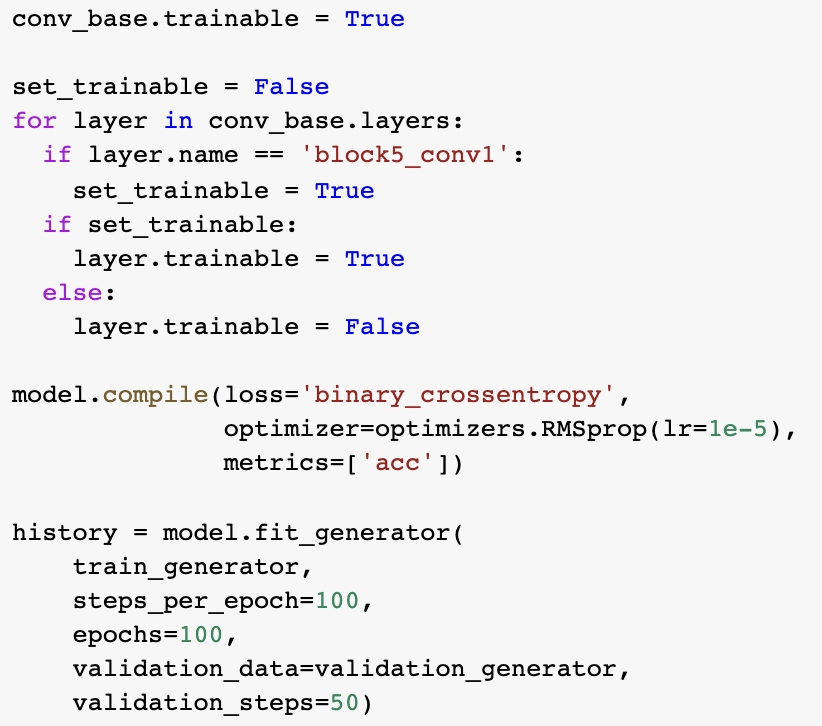 conv_base.trainable = True

set_trainable = False
for layer in conv_base.layers:
  if layer.name == 'block5_conv1':
    set_trainable = True
  if set_trainable:
    layer.trainable = True
  else:
    layer.trainable = False

model.compile(loss='binary_crossentropy',
              optimizer=optimizers.RMSprop(lr=1e-5),
              metrics=['acc'])

history = model.fit_generator(
    train_generator,
    steps_per_epoch=100,
    epochs=100,
    validation_data=validation_generator,
    validation_steps=50)